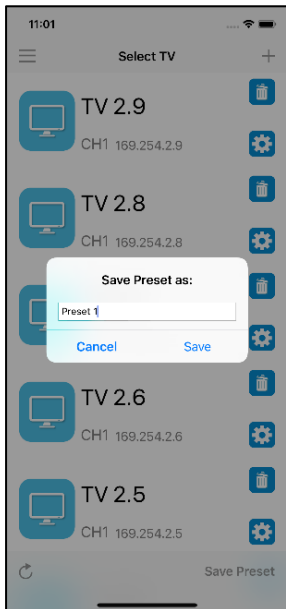 11:01
Select TV
TV 2.9
CH1 169.254.2.9
TV 2.8
CH1 169.254.2.8
Save Preset as:
Preset 1
Cancel Save
TV 2.6
CH1 169.254.2.6
TV 2.5
CH1 169.254.2.5
Save Preset